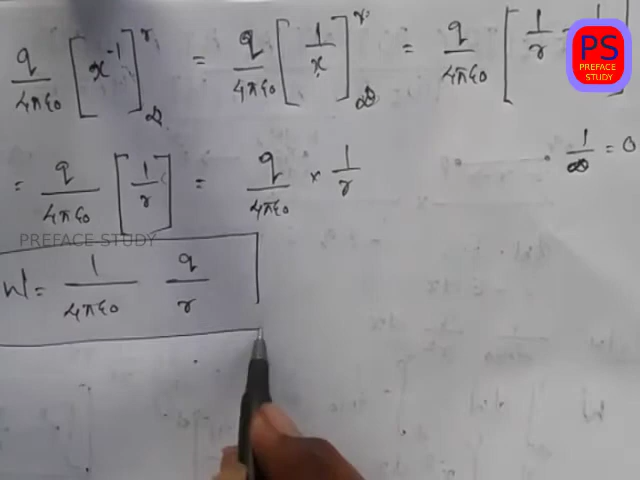 q/4πε0 [x^-1]^r_∞ = q/4πε0 [1/x]^r_∞ = q/4πε0 [1/r - 1
PS
PREFACE
STUDY
1/∞ = 0
= q/4πε0 [1/r] = q/4πε0 × 1/r
PREFACE STUDY
W = 1/4πε0 q/r